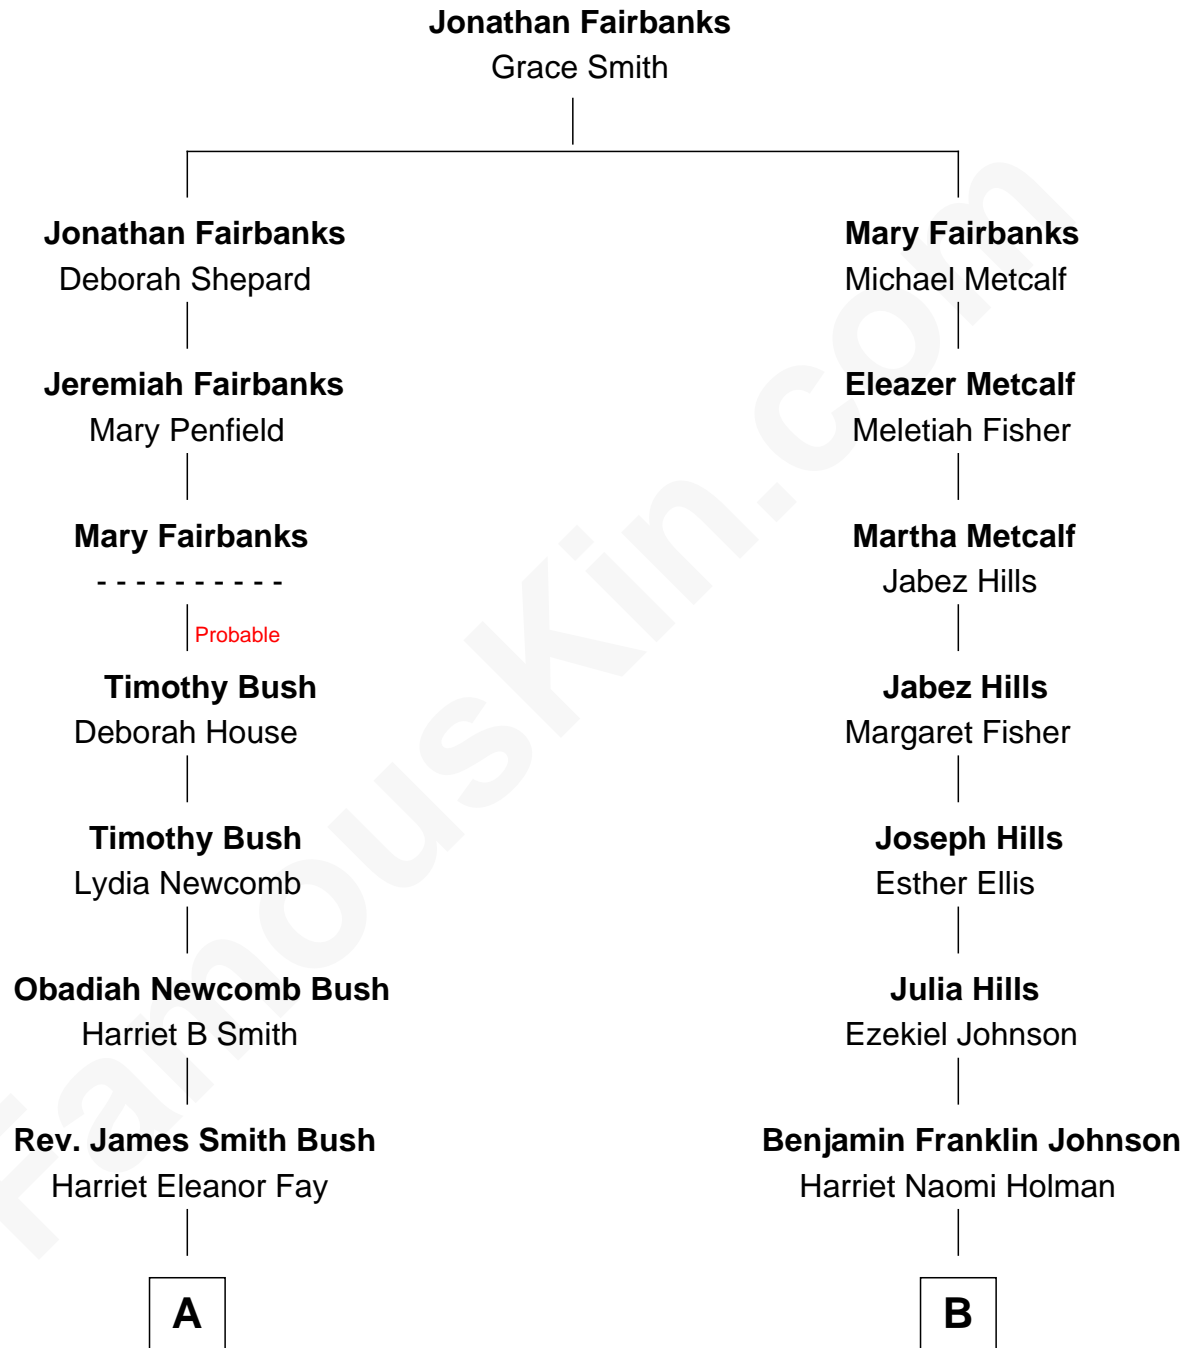 Jonathan Fairbanks
Grace Smith
Jonathan Fairbanks
Deborah Shepard
Mary Fairbanks
Michael Metcalf
Jeremiah Fairbanks
Mary Penfield
Eleazer Metcalf
Meletiah Fisher
Mary Fairbanks
- - - - - - - - - -
Martha Metcalf
Jabez Hills
Probable
Timothy Bush
Deborah House
Jabez Hills
Margaret Fisher
Timothy Bush
Lydia Newcomb
Joseph Hills
Esther Ellis
Obadiah Newcomb Bush
Harriet B Smith
Julia Hills
Ezekiel Johnson
Rev. James Smith Bush
Harriet Eleanor Fay
Benjamin Franklin Johnson
Harriet Naomi Holman
A
B
FamousKin.com